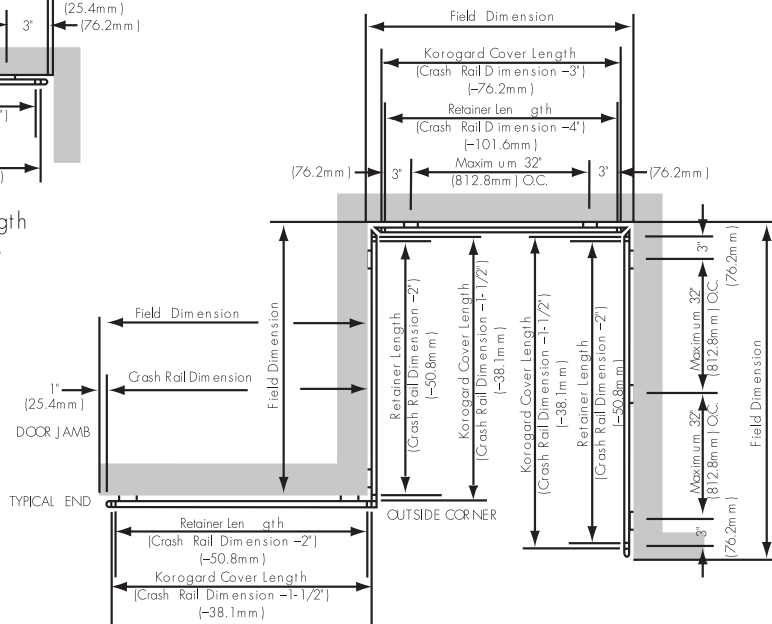 (25.4mm)
3"
(76.2mm)
")
)
gth
Field Dimension
Korogard Cover Length
(Crash Rail Dimension –3")
(–76.2mm)
Retainer Len gth
(Crash Rail Dimension –4")
(–101.6mm)
(76.2mm)
3"
Maximum 32"
(812.8mm) O.C.
3"
(76.2mm)
Field Dimension
Crash Rail Dimension
1"
(25.4mm)
DOOR JAMB
TYPICAL END
Field Dimension
Retainer Length
(Crash Rail Dimension –2")
(–50.8mm)
Korogard Cover Length
(Crash Rail Dimension –1-1/2")
(–38.1mm)
Korogard Cover Length
(Crash Rail Dimension –1-1/2")
(–38.1mm)
Retainer Length
(Crash Rail Dimension –2")
(–50.8mm)
3"
(76.2mm)
Maximum 32"
(812.8mm) O.C.
Maximum 32"
(812.8mm) O.C.
3"
(76.2mm)
Field Dimension
OUTSIDE CORNER
Retainer Len gth
(Crash Rail Dimension –2")
(–50.8mm)
Korogard Cover Length
(Crash Rail Dimension –1-1/2")
(–38.1mm)